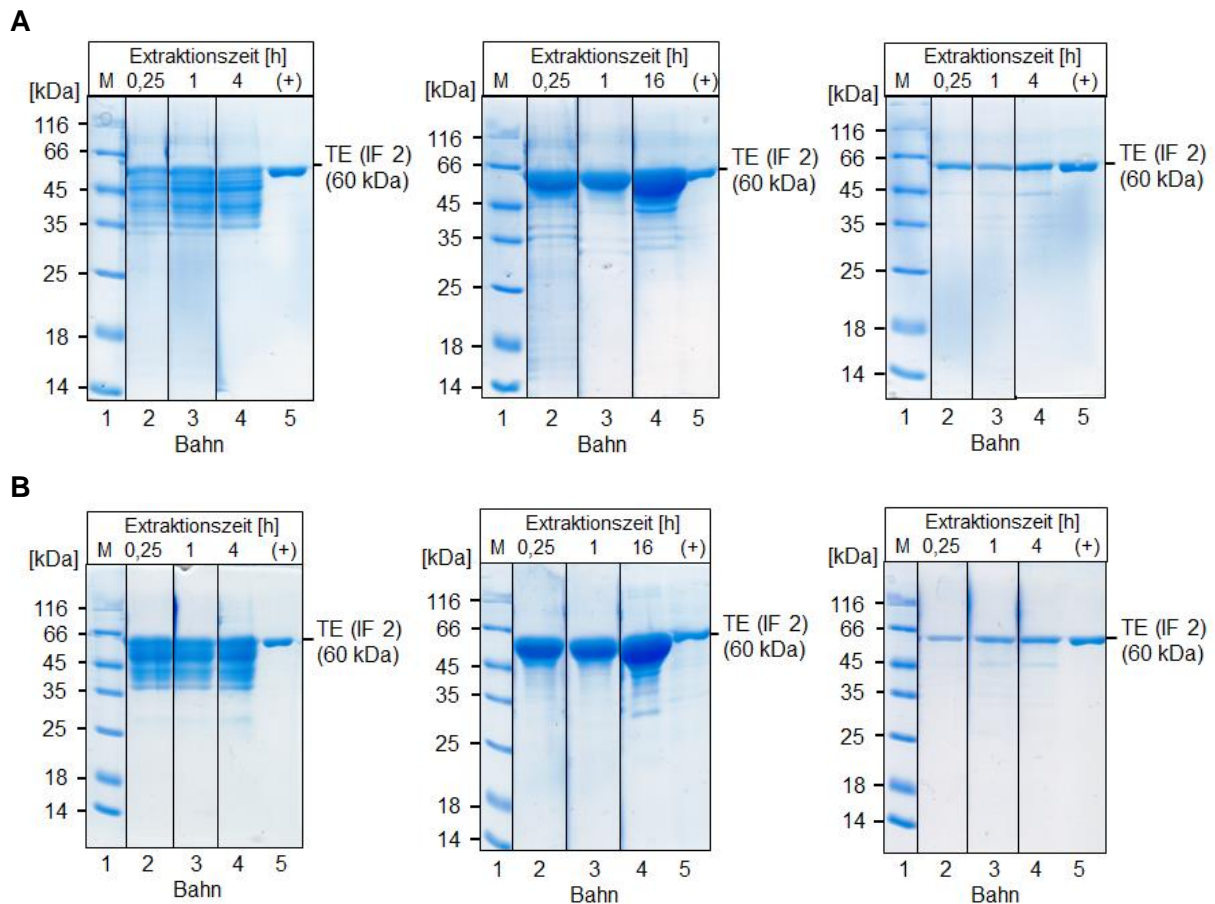 A
Extraktionszeit [h]
[kDa] M 0,25 1 4 (+)
116
66
45
35
25
18
14
TE (IF 2)
(60 kDa)
1 2 3 4 5
Bahn
Extraktionszeit [h]
[kDa] M 0,25 1 16 (+)
116
66
45
35
25
18
14
TE (IF 2)
(60 kDa)
1 2 3 4 5
Bahn
Extraktionszeit [h]
[kDa] M 0,25 1 4 (+)
116
66
45
35
25
18
14
TE (IF 2)
(60 kDa)
1 2 3 4 5
Bahn
B
Extraktionszeit [h]
[kDa] M 0,25 1 4 (+)
116
66
45
35
25
18
14
TE (IF 2)
(60 kDa)
1 2 3 4 5
Bahn
Extraktionszeit [h]
[kDa] M 0,25 1 16 (+)
116
66
45
35
25
18
14
TE (IF 2)
(60 kDa)
1 2 3 4 5
Bahn
Extraktionszeit [h]
[kDa] M 0,25 1 4 (+)
116
66
45
35
25
18
14
TE (IF 2)
(60 kDa)
1 2 3 4 5
Bahn